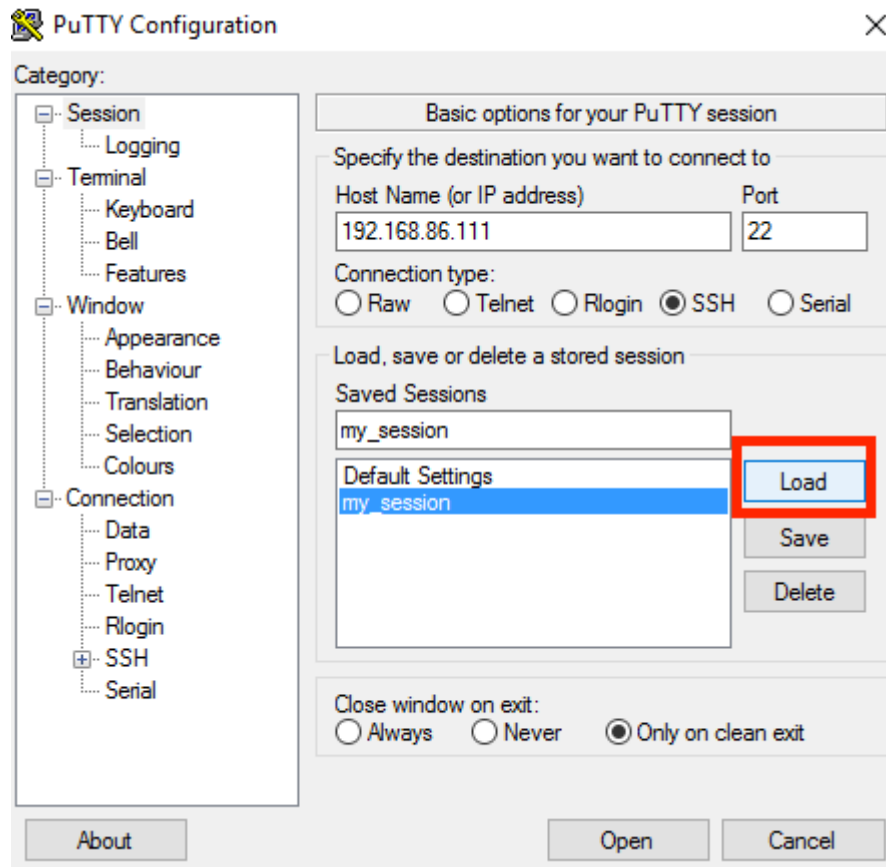 PuTTY Configuration
Category:
Session
Logging
Terminal
Keyboard
Bell
Features
Window
Appearance
Behaviour
Translation
Selection
Colours
Connection
Data
Proxy
Telnet
Rlogin
SSH
Serial
Basic options for your PuTTY session
Specify the destination you want to connect to
Host Name (or IP address) Port
192.168.86.111 22
Connection type:
Raw Telnet Rlogin SSH Serial
Load, save or delete a stored session
Saved Sessions
my_session
Default Settings
my_session
Load
Save
Delete
Close window on exit:
Always Never Only on clean exit
About Open Cancel